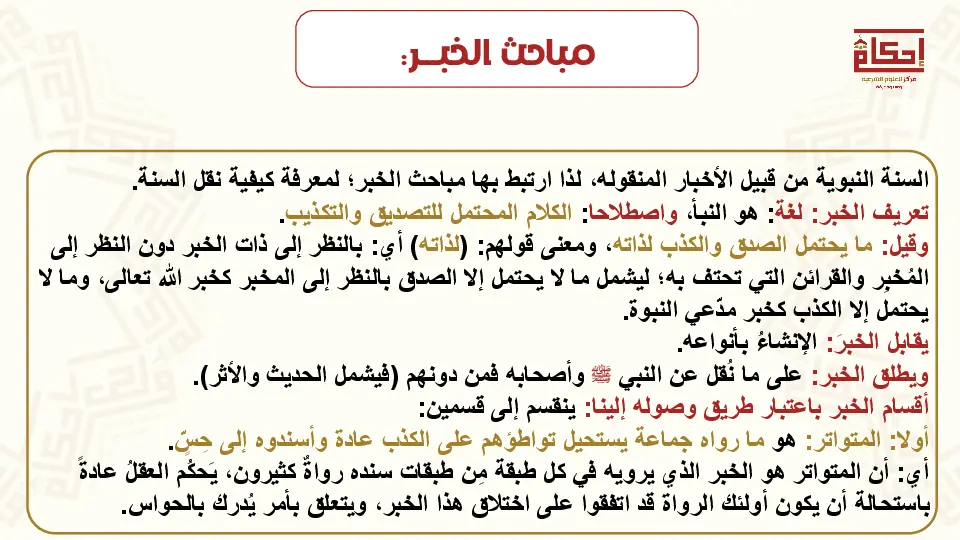 مباحث الخبـر:
إحكام
مركز للعلوم الشرعية
السنة النبوية من قبيل الأخبار المنقوله، لذا ارتبط بها مباحث الخبر؛ لمعرفة كيفية نقل السنة.
تعريف الخبر: لغة: هو النبأ، واصطلاحا: الكلام المحتمل للتصديق والتكذيب.
وقيل: ما يحتمل الصدق والكذب لذاته، ومعنى قولهم: (لذاته) أي: بالنظر إلى ذات الخبر دون النظر إلى
المُخبِر والقرائن التي تحتف به؛ ليشمل ما لا يحتمل إلا الصدق بالنظر إلى المخبر كخبر الله تعالى، وما لا
يحتمل إلا الكذب كخبر مدّعي النبوة.
يقابل الخبرَ: الإنشاءُ بأنواعه.
ويطلق الخبر: على ما نُقل عن النبي ﷺ وأصحابه فمن دونهم (فيشمل الحديث والأثر).
أقسام الخبر باعتبار طريق وصوله إلينا: ينقسم إلى قسمين:
أولا: المتواتر: هو ما رواه جماعة يستحيل تواطؤهم على الكذب عادة وأسندوه إلى حِسٍّ.
أي: أن المتواتر هو الخبر الذي يرويه في كل طبقة مِن طبقات سنده رواةٌ كثيرون، يَحكُم العقلُ عادةً
باستحالة أن يكون أولئك الرواة قد اتفقوا على اختلاق هذا الخبر، ويتعلق بأمر يُدرك بالحواس.